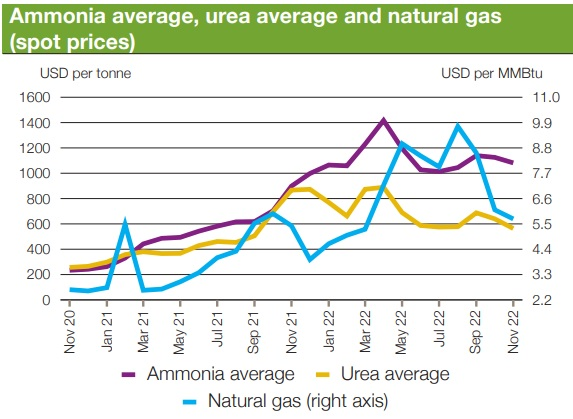 Ammonia average, urea average and natural gas
(spot prices)
USD per tonne USD per MMBtu
1600 11.0
1400 9.9
1200 8.8
1000 7.7
800 6.6
600 5.5
400 4.4
200 3.3
0 2.2
Nov 20 Jan 21 Mar 21 May 21 Jul 21 Sep 21 Nov 21 Jan 22 Mar 22 May 22 Jul 22 Sep 22 Nov 22
Ammonia average Urea average
Natural gas (right axis)